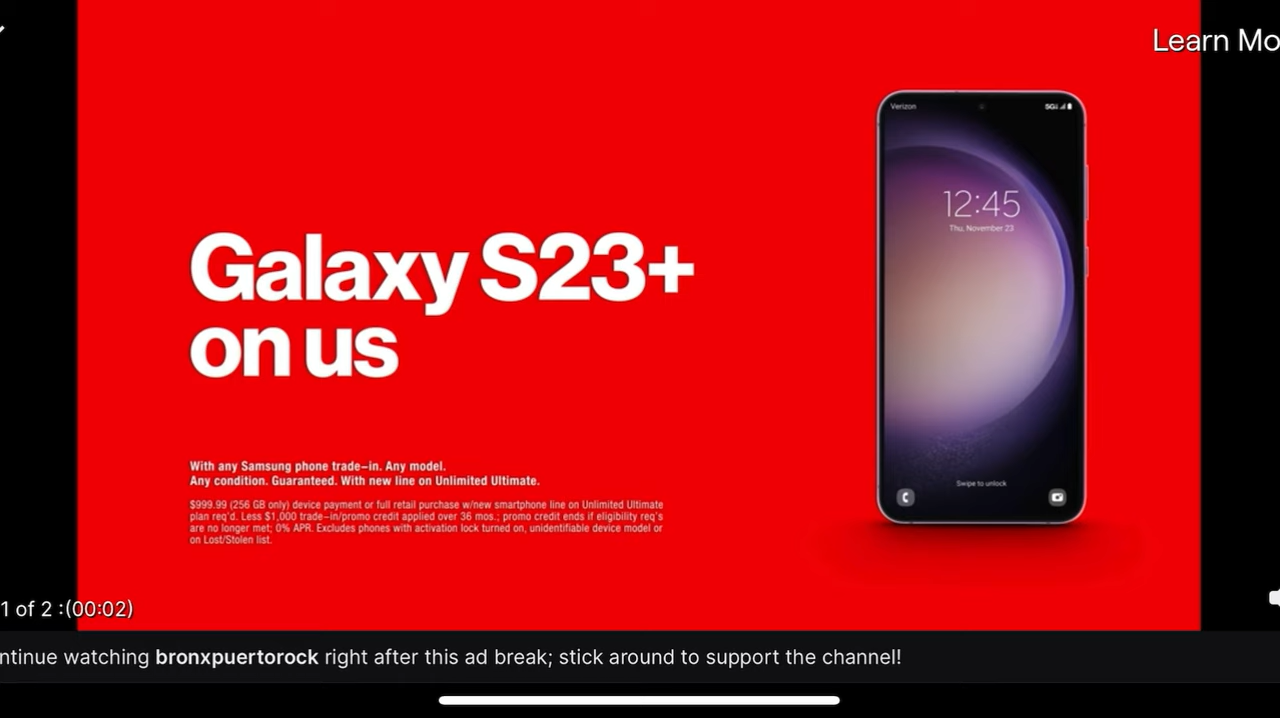 Learn Mo
Verizon
5G
12:45
Thu, November 23
Galaxy S23+
on us
With any Samsung phone trade-in. Any model.
Any condition. Guaranteed. With new line on Unlimited Ultimate.
$999.99 (256 GB only) device payment or full retail purchase w/new smartphone line on Unlimited Ultimate
plan req'd. Less $1,000 trade-in/promo credit applied over 36 mos.; promo credit ends if eligibility req's
are no longer met; 0% APR. Excludes phones with activation lock turned on, unidentifiable device model or
on Lost/Stolen list.
Swipe to unlock
1 of 2 :(00:02)
ntinue watching bronxpuertorock right after this ad break; stick around to support the channel!